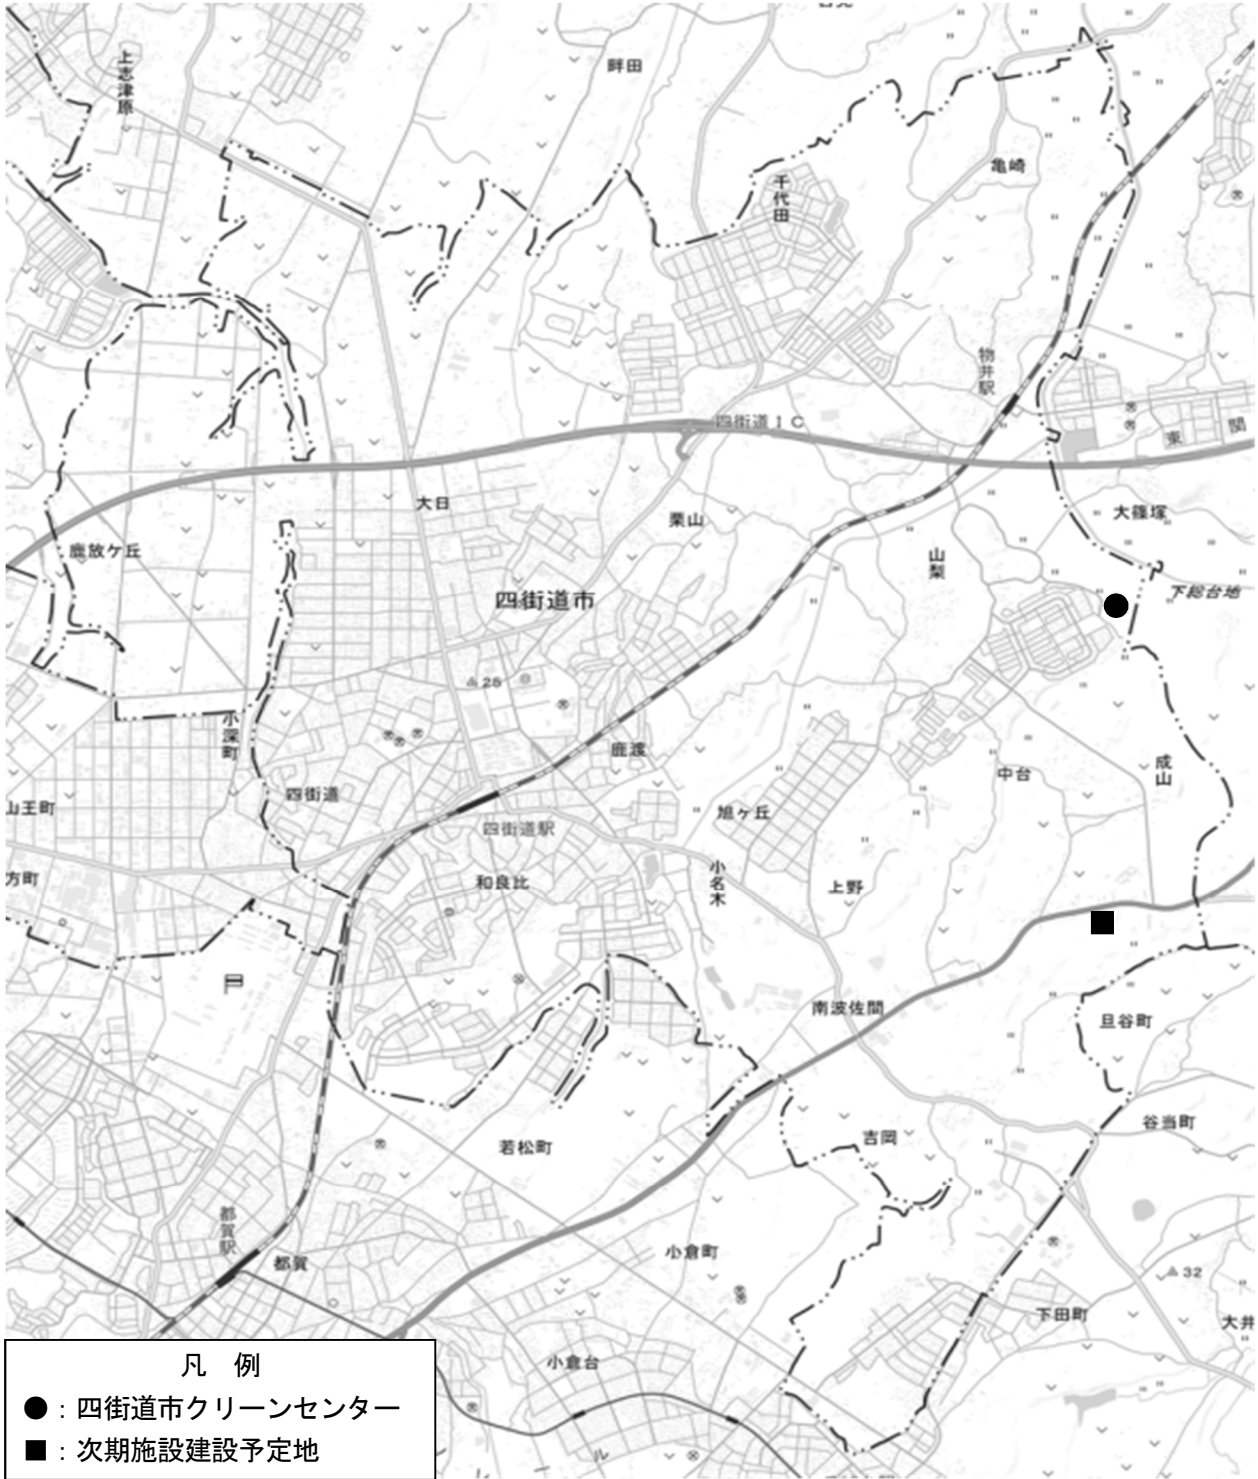 上志津原
畔田
亀崎
千代田
物井駅
四街道IC
東
関
大日
栗山
大篠塚
鹿放ケ丘
山梨
四街道市
下総台地
25
小深町
鹿渡
成山
中台
四街道
山王町
旭ケ丘
四街道駅
小名木
方町
和良比
上野
南波佐間
旦谷町
谷当町
吉岡
若松町
都賀駅
小倉町
都賀
32
下田町
大井
小倉台
凡 例
●：四街道市クリーンセンター
■：次期施設建設予定地
ル